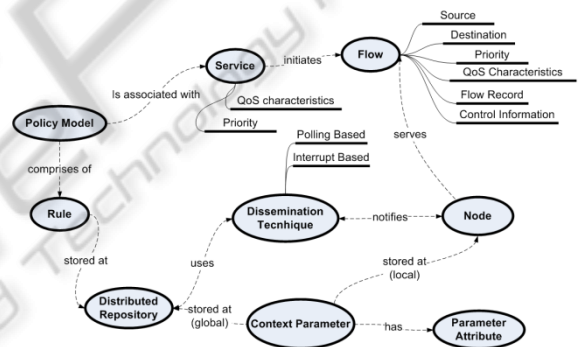 Source
Destination
Priority
QoS Characteristics
Flow Record
Control Information
Flow
initiates
Service
Is associated with
QoS characteristics
Priority
Policy Model
Polling Based
Interrupt Based
serves
comprises of
Rule
Dissemination
Tecnhique
notifies
Node
stored at
uses
stored at
(local)
Distributed
Repository
stored at
(global)
Context Parameter
has
Parameter
Attribute